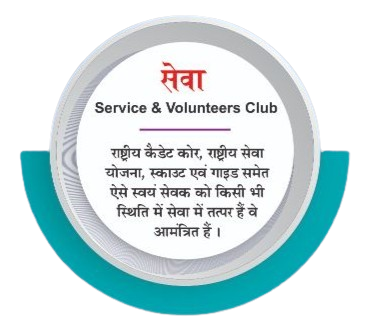 सेवा
Service & Volunteers Club
राष्ट्रीय कैडेट कोर, राष्ट्रीय सेवा
योजना, स्काउट एवं गाइड समेत
ऐसे स्वयं सेवक को किसी भी
स्थिति में सेवा में तत्पर हैं वे
आमंत्रित हैं ।